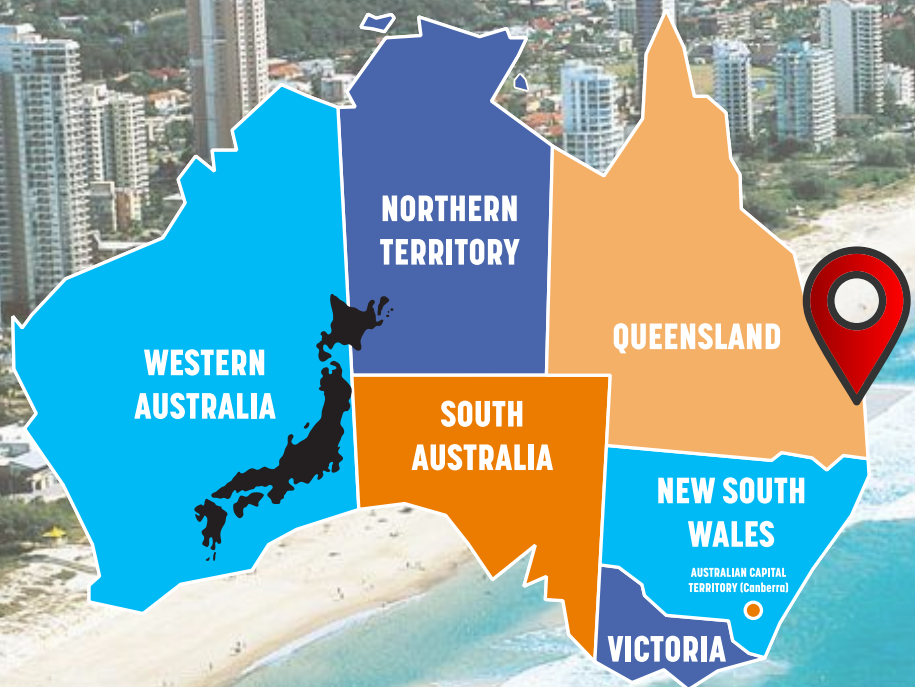 NORTHERN
TERRITORY
WESTERN
AUSTRALIA
QUEENSLAND
SOUTH
AUSTRALIA
NEW SOUTH
WALES
AUSTRALIAN CAPITAL
TERRITORY (Canberra)
VICTORIA